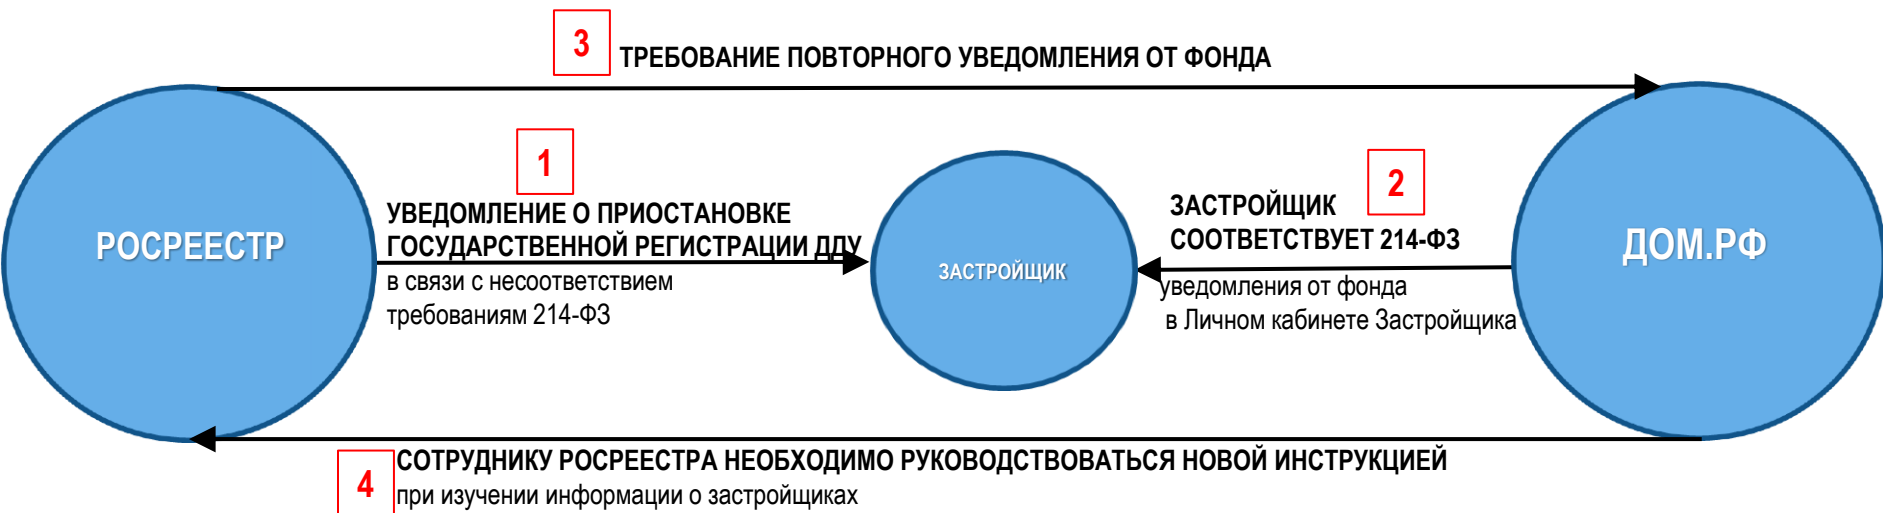 3
ТРЕБОВАНИЕ ПОВТОРНОГО УВЕДОМЛЕНИЯ ОТ ФОНДА
РОСРЕЕСТР
1
УВЕДОМЛЕНИЕ О ПРИОСТАНОВКЕ
ГОСУДАРСТВЕННОЙ РЕГИСТРАЦИИ ДДУ
в связи с несоответствием
требованиям 214-ФЗ
ЗАСТРОЙЩИК
2
ЗАСТРОЙЩИК
СООТВЕТСТВУЕТ 214-ФЗ
уведомления от фонда
в Личном кабинете Застройщика
ДОМ.РФ
4
СОТРУДНИКУ РОСРЕЕСТРА НЕОБХОДИМО РУКОВОДСТВОВАТЬСЯ НОВОЙ ИНСТРУКЦИЕЙ
при изучении информации о застройщиках